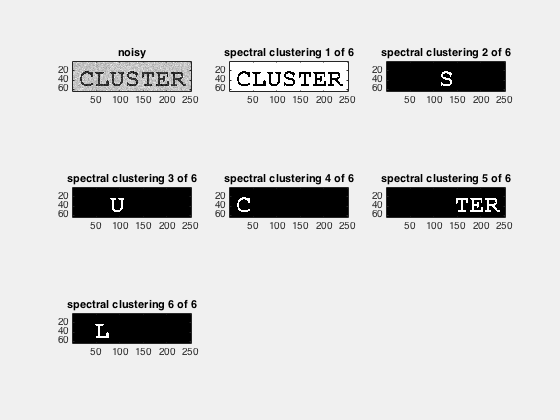 noisy spectral clustering 1 of 6 spectral clustering 2 of 6
20 20 20
40 CLUSTER 40 CLUSTER 40 S
60 60 60
50 100 150 200 250 50 100 150 200 250 50 100 150 200 250
spectral clustering 3 of 6 spectral clustering 4 of 6 spectral clustering 5 of 6
20 20 20
40 U 40 C 40 TER
60 60 60
50 100 150 200 250 50 100 150 200 250 50 100 150 200 250
spectral clustering 6 of 6
20
40 L
60
50 100 150 200 250